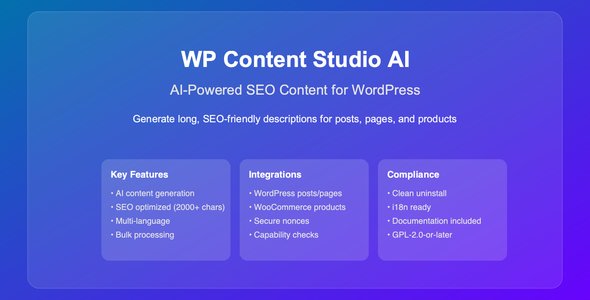 WP Content Studio AI
AI-Powered SEO Content for WordPress
Generate long, SEO-friendly descriptions for posts, pages, and products
Key Features
• AI content generation
• SEO optimized (2000+ chars)
• Multi-language
• Bulk processing
Integrations
• WordPress posts/pages
• WooCommerce products
• Secure nonces
• Capability checks
Compliance
• Clean uninstall
• i18n ready
• Documentation included
• GPL-2.0-or-later